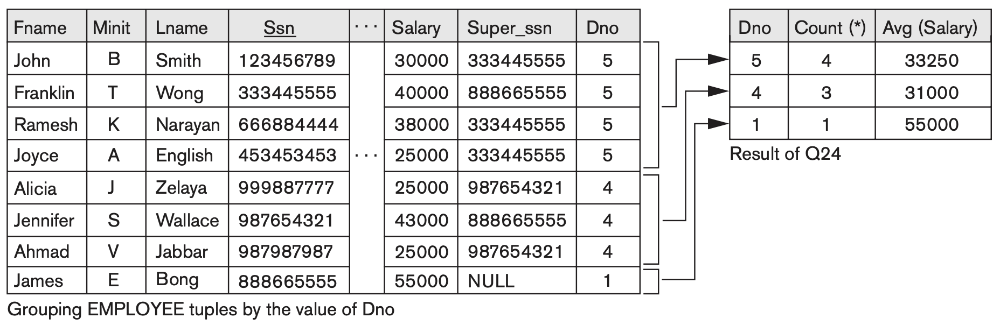 Fname Minit Lname Ssn ··· Salary Super_ssn Dno
John B Smith 123456789 30000 333445555 5
Franklin T Wong 333445555 40000 888665555 5
Ramesh K Narayan 666884444 38000 333445555 5
Joyce A English 453453453 ··· 25000 333445555 5
Alicia J Zelaya 999887777 25000 987654321 4
Jennifer S Wallace 987654321 43000 888665555 4
Ahmad V Jabbar 987987987 25000 987654321 4
James E Bong 888665555 55000 NULL 1
Grouping EMPLOYEE tuples by the value of Dno
Dno Count (*) Avg (Salary)
5 4 33250
4 3 31000
1 1 55000
Result of Q24